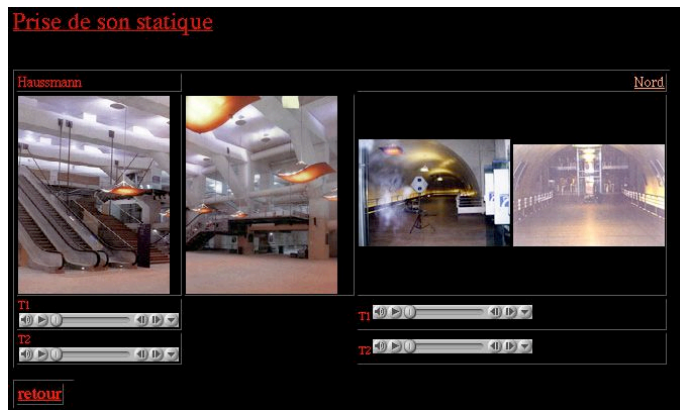 Prise de son statique
Haussmann
Nord
T1
T1
T2
T2
retour